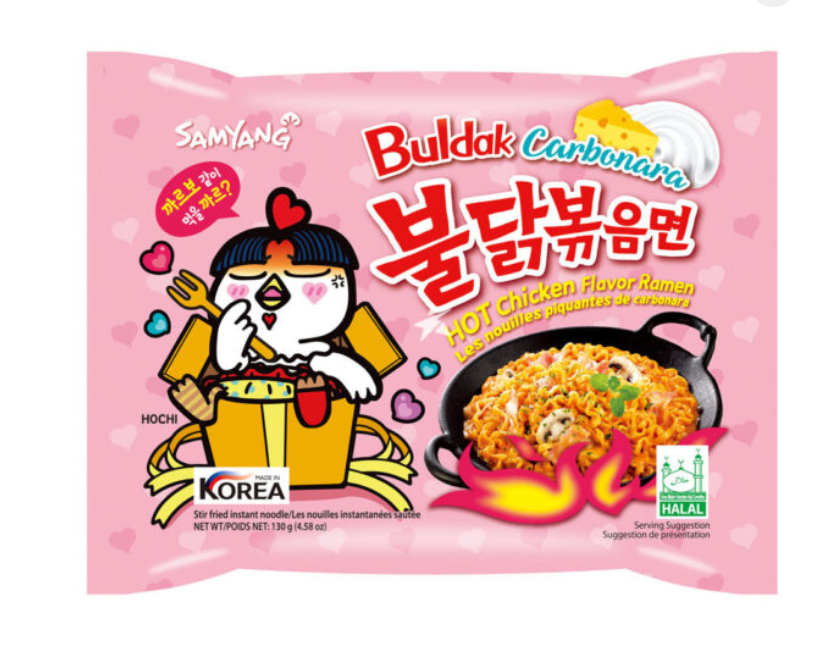 SAMYANG
까르보 같이
먹을 까르?
Buldak Carbonara
불닭볶음면
HOT Chicken Flavor Ramen
Les nouilles piquantes de carbonara
HOCHI
MADE IN
KOREA
Stir fried instant noodle/Les nouilles instantanées sautée
NET WT/POIDS NET: 130 g (4.58 oz)
حلال
HALAL
Serving Suggestion
Suggestion de présentation